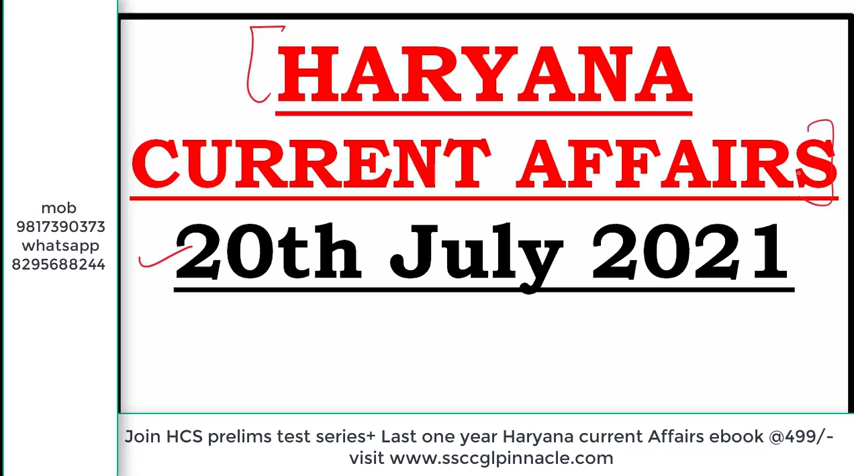 HARYANA
CURRENT AFFAIRS
20th July 2021
mob
9817390373
whatsapp
8295688244
Join HCS prelims test series+ Last one year Haryana current Affairs ebook @499/-
visit www.ssccglpinnacle.com